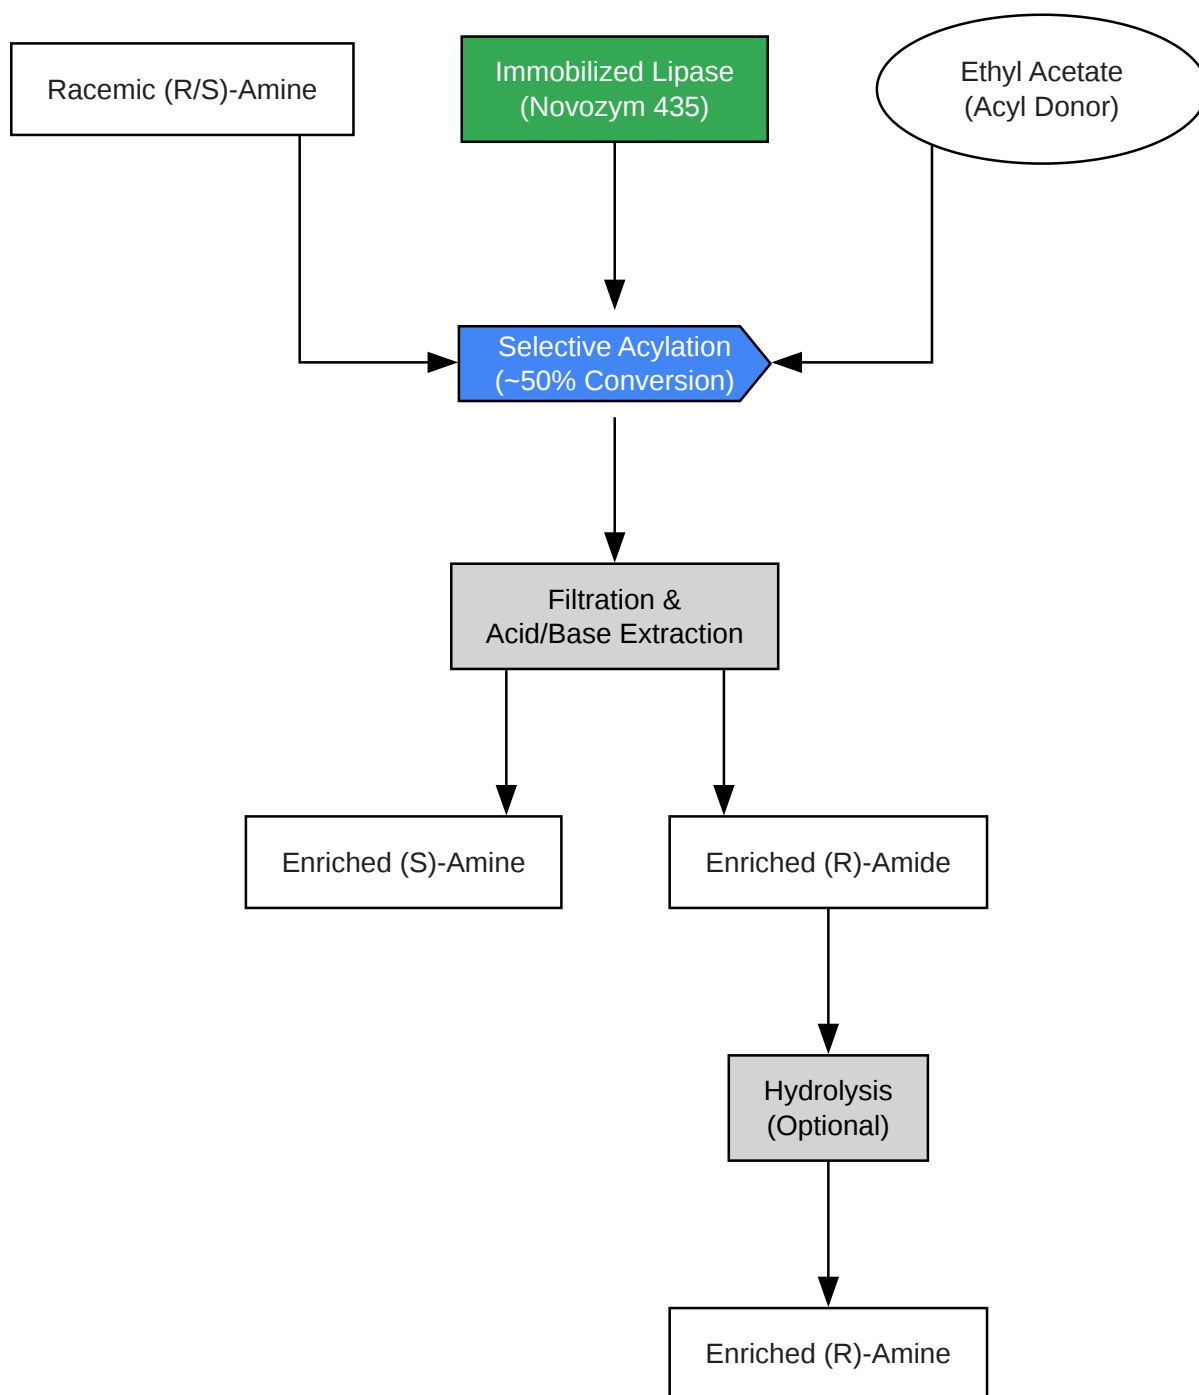 Racemic (R/S)-Amine
Immobilized Lipase
(Novozym 435)
Ethyl Acetate
(Acyl Donor)
Selective Acylation
(~50% Conversion)
Filtration &
Acid/Base Extraction
Enriched (S)-Amine
Enriched (R)-Amide
Hydrolysis
(Optional)
Enriched (R)-Amine